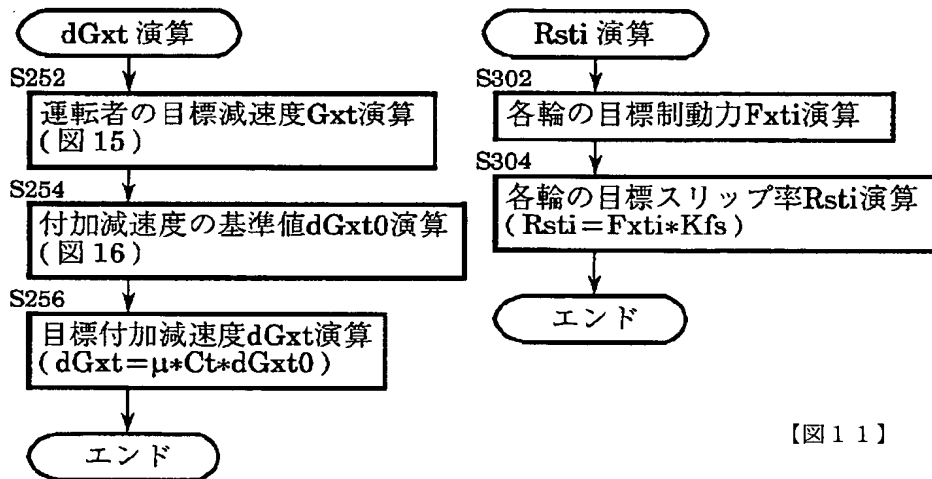 dGxt 演算
S252
運転者の目標減速度Gxt演算
(図15)
S254
付加減速度の基準値dGxt0演算
(図16)
S256
目標付加減速度dGxt演算
(dGxt=μ*Ct*dGxt0)
エンド
Rsti 演算
S302
各輪の目標制動力Fxti演算
S304
各輪の目標スリップ率Rsti演算
(Rsti=Fxti*Kfs)
エンド
【図11】